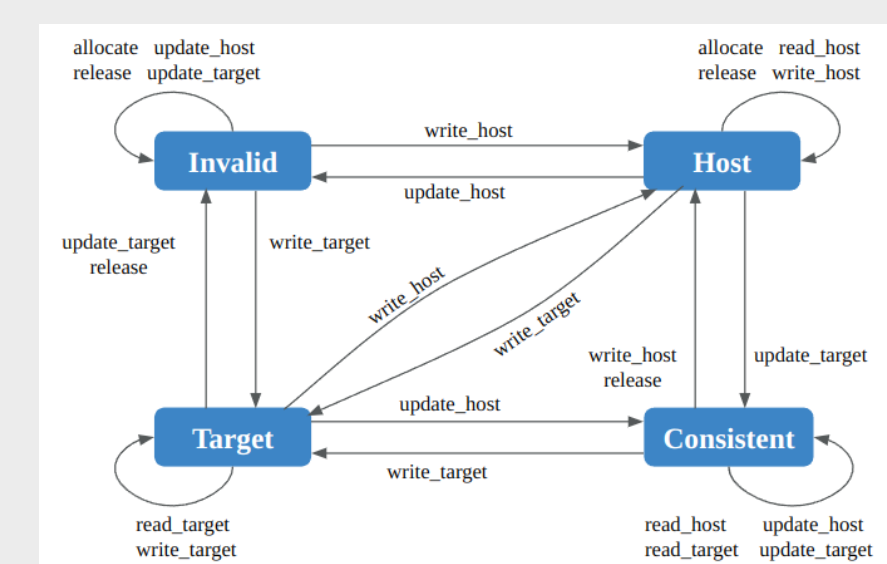 allocate update_host
release update_target
allocate read_host
release write_host
write_host
Invalid
Host
update_host
update_target
release
write_target
write_host
write_target
write_host
release
update_target
update_host
Target
Consistent
write_target
read_target
write_target
read_host update_host
read_target update_target